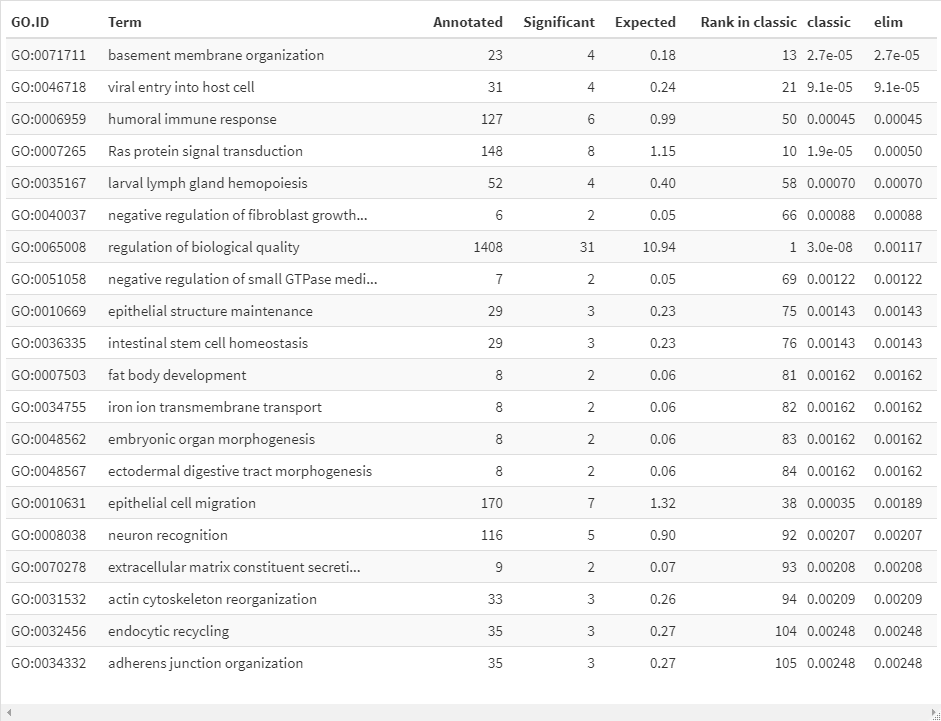 GO.ID Term Annotated Significant Expected Rank in classic classic elim
GO:0071711 basement membrane organization 23 4 0.18 13 2.7e-05 2.7e-05
GO:0046718 viral entry into host cell 31 4 0.24 21 9.1e-05 9.1e-05
GO:0006959 humoral immune response 127 6 0.99 50 0.00045 0.00045
GO:0007265 Ras protein signal transduction 148 8 1.15 10 1.9e-05 0.00050
GO:0035167 larval lymph gland hemopoiesis 52 4 0.40 58 0.00070 0.00070
GO:0040037 negative regulation of fibroblast growth... 6 2 0.05 66 0.00088 0.00088
GO:0065008 regulation of biological quality 1408 31 10.94 1 3.0e-08 0.00117
GO:0051058 negative regulation of small GTPase medi... 7 2 0.05 69 0.00122 0.00122
GO:0010669 epithelial structure maintenance 29 3 0.23 75 0.00143 0.00143
GO:0036335 intestinal stem cell homeostasis 29 3 0.23 76 0.00143 0.00143
GO:0007503 fat body development 8 2 0.06 81 0.00162 0.00162
GO:0034755 iron ion transmembrane transport 8 2 0.06 82 0.00162 0.00162
GO:0048562 embryonic organ morphogenesis 8 2 0.06 83 0.00162 0.00162
GO:0048567 ectodermal digestive tract morphogenesis 8 2 0.06 84 0.00162 0.00162
GO:0010631 epithelial cell migration 170 7 1.32 38 0.00035 0.00189
GO:0008038 neuron recognition 116 5 0.90 92 0.00207 0.00207
GO:0070278 extracellular matrix constituent secreti... 9 2 0.07 93 0.00208 0.00208
GO:0031532 actin cytoskeleton reorganization 33 3 0.26 94 0.00209 0.00209
GO:0032456 endocytic recycling 35 3 0.27 104 0.00248 0.00248
GO:0034332 adherens junction organization 35 3 0.27 105 0.00248 0.00248